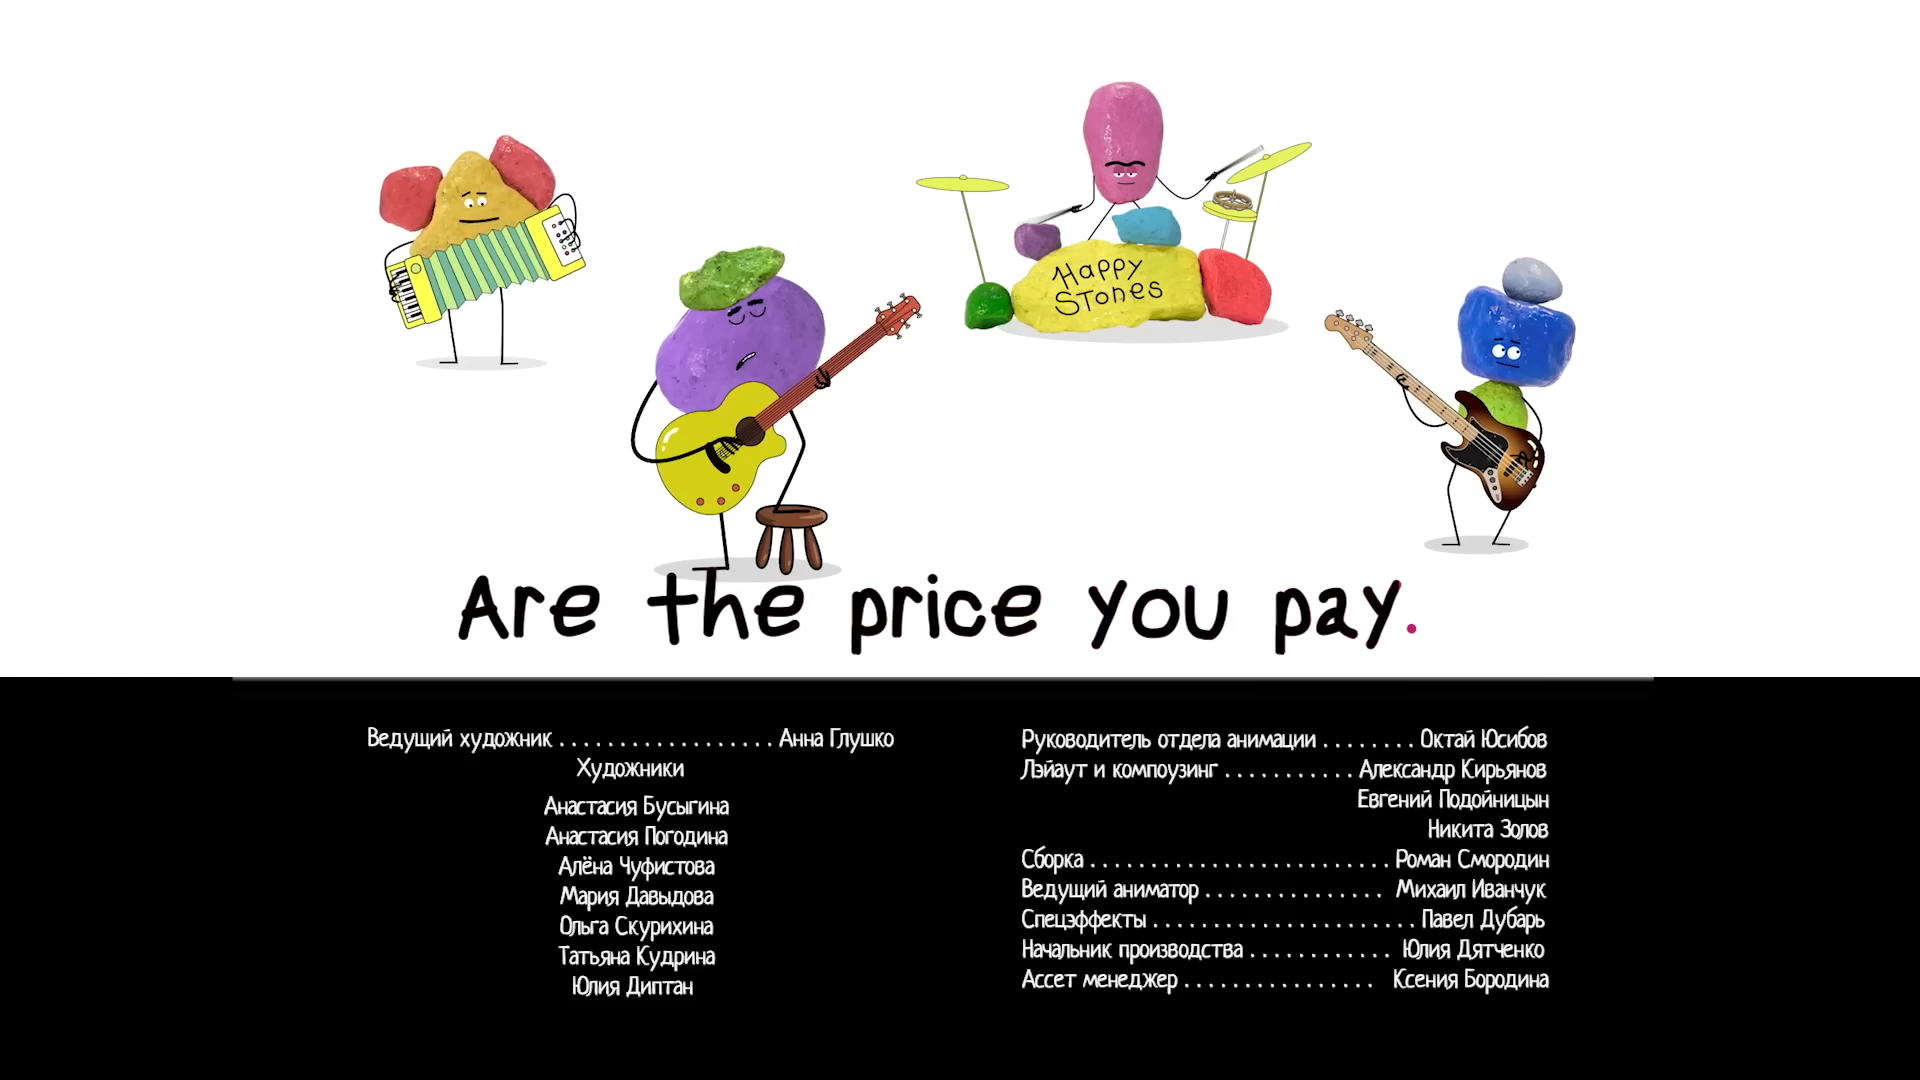 Happy
Stones
Are the price you pay.
Ведущий художник . . . . . . . . . . . . . . . . . . Анна Глушко
Художники
Анастасия Бусыгина
Анастасия Погодина
Алёна Чуфистова
Мария Давыдова
Ольга Скурихина
Татьяна Кудрина
Юлия Диптан
Руководитель отдела анимации . . . . . . . . Октай Юсибов
Лэйаут и компоузинг . . . . . . . . . . . Александр Кирьянов
Евгений Подойницын
Никита Золов
Сборка . . . . . . . . . . . . . . . . . . . . . . . . . Роман Смородин
Ведущий аниматор . . . . . . . . . . . . . . . Михаил Иванчук
Спецэффекты . . . . . . . . . . . . . . . . . . . . . . Павел Дубарь
Начальник производства . . . . . . . . . . . . Юлия Дятченко
Ассет менеджер . . . . . . . . . . . . . . . . Ксения Бородина